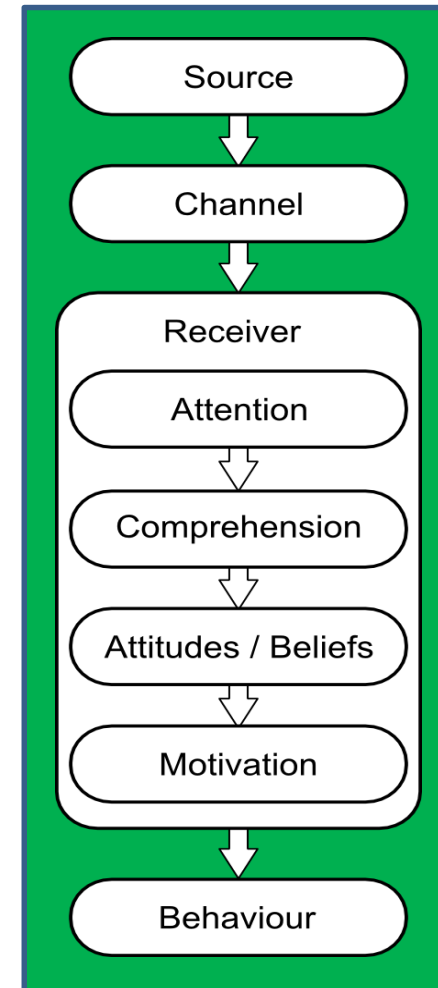 Source
Channel
Receiver
Attention
Comprehension
Attitudes / Beliefs
Motivation
Behaviour